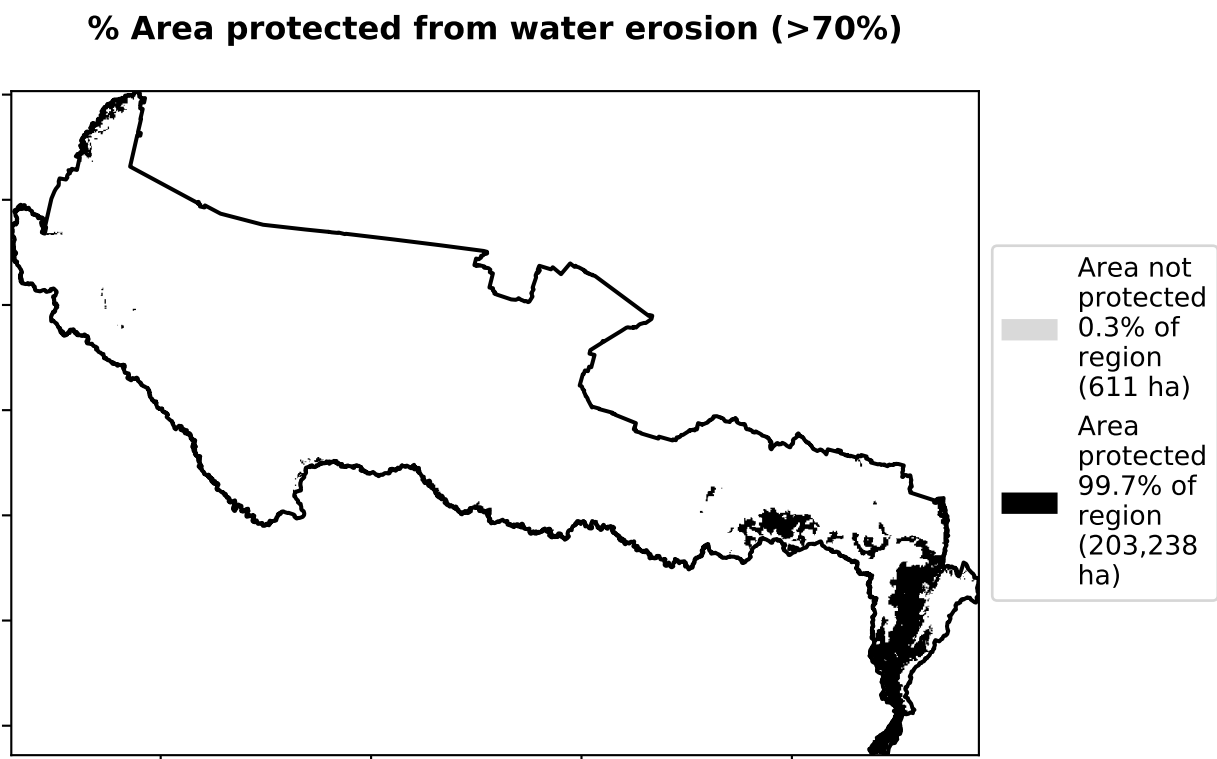 % Area protected from water erosion (>70%)
Area not
protected
0.3% of
region
(611 ha)
Area
protected
99.7% of
region
(203,238
ha)